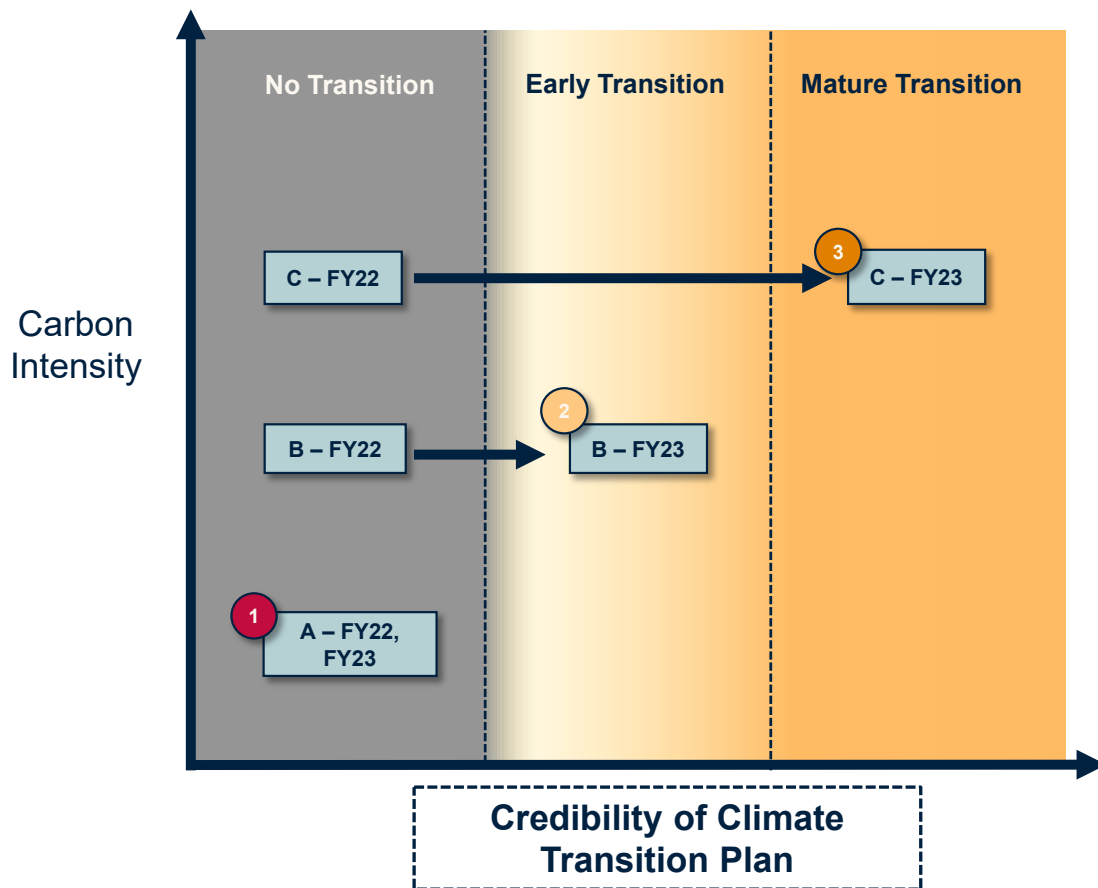 No Transition
Early Transition
Mature Transition
3
C – FY22
C – FY23
Carbon
Intensity
2
B – FY22
B – FY23
1
A – FY22,
FY23
Credibility of Climate
Transition Plan